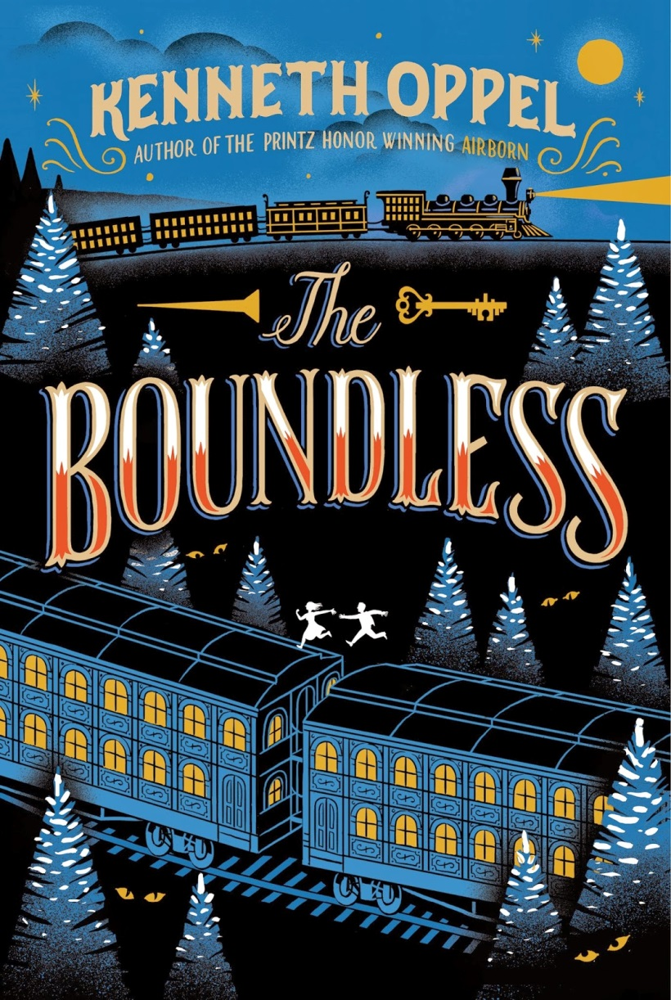 KENNETH OPPEL
AUTHOR OF THE PRINTZ HONOR WINNING AIRBORN
The
BOUNDLESS